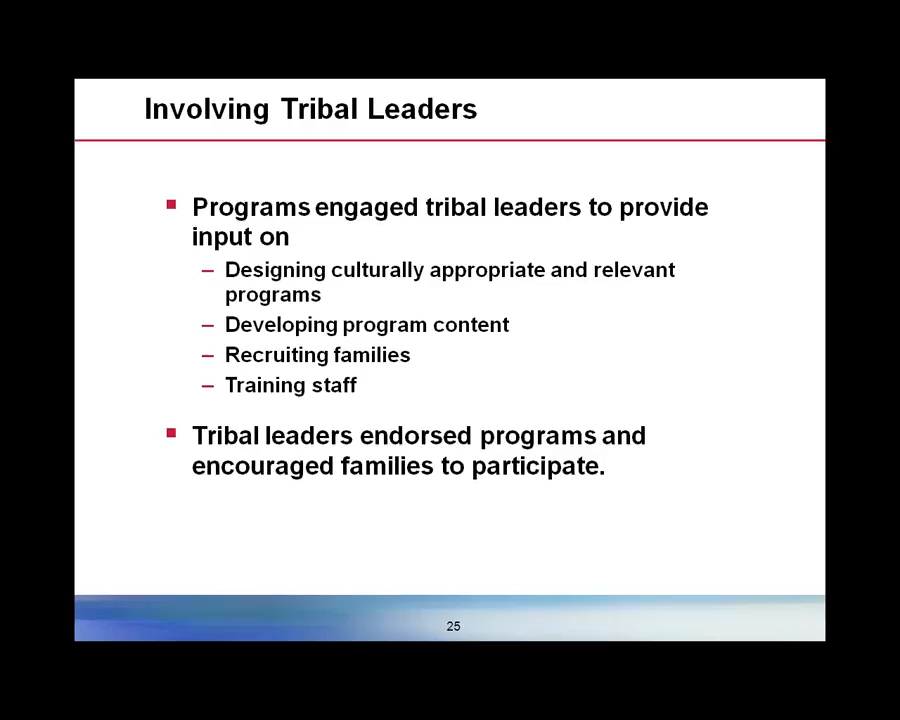 Involving Tribal Leaders
Programs engaged tribal leaders to provide
input on
– Designing culturally appropriate and relevant
programs
– Developing program content
– Recruiting families
– Training staff
Tribal leaders endorsed programs and
encouraged families to participate.
25